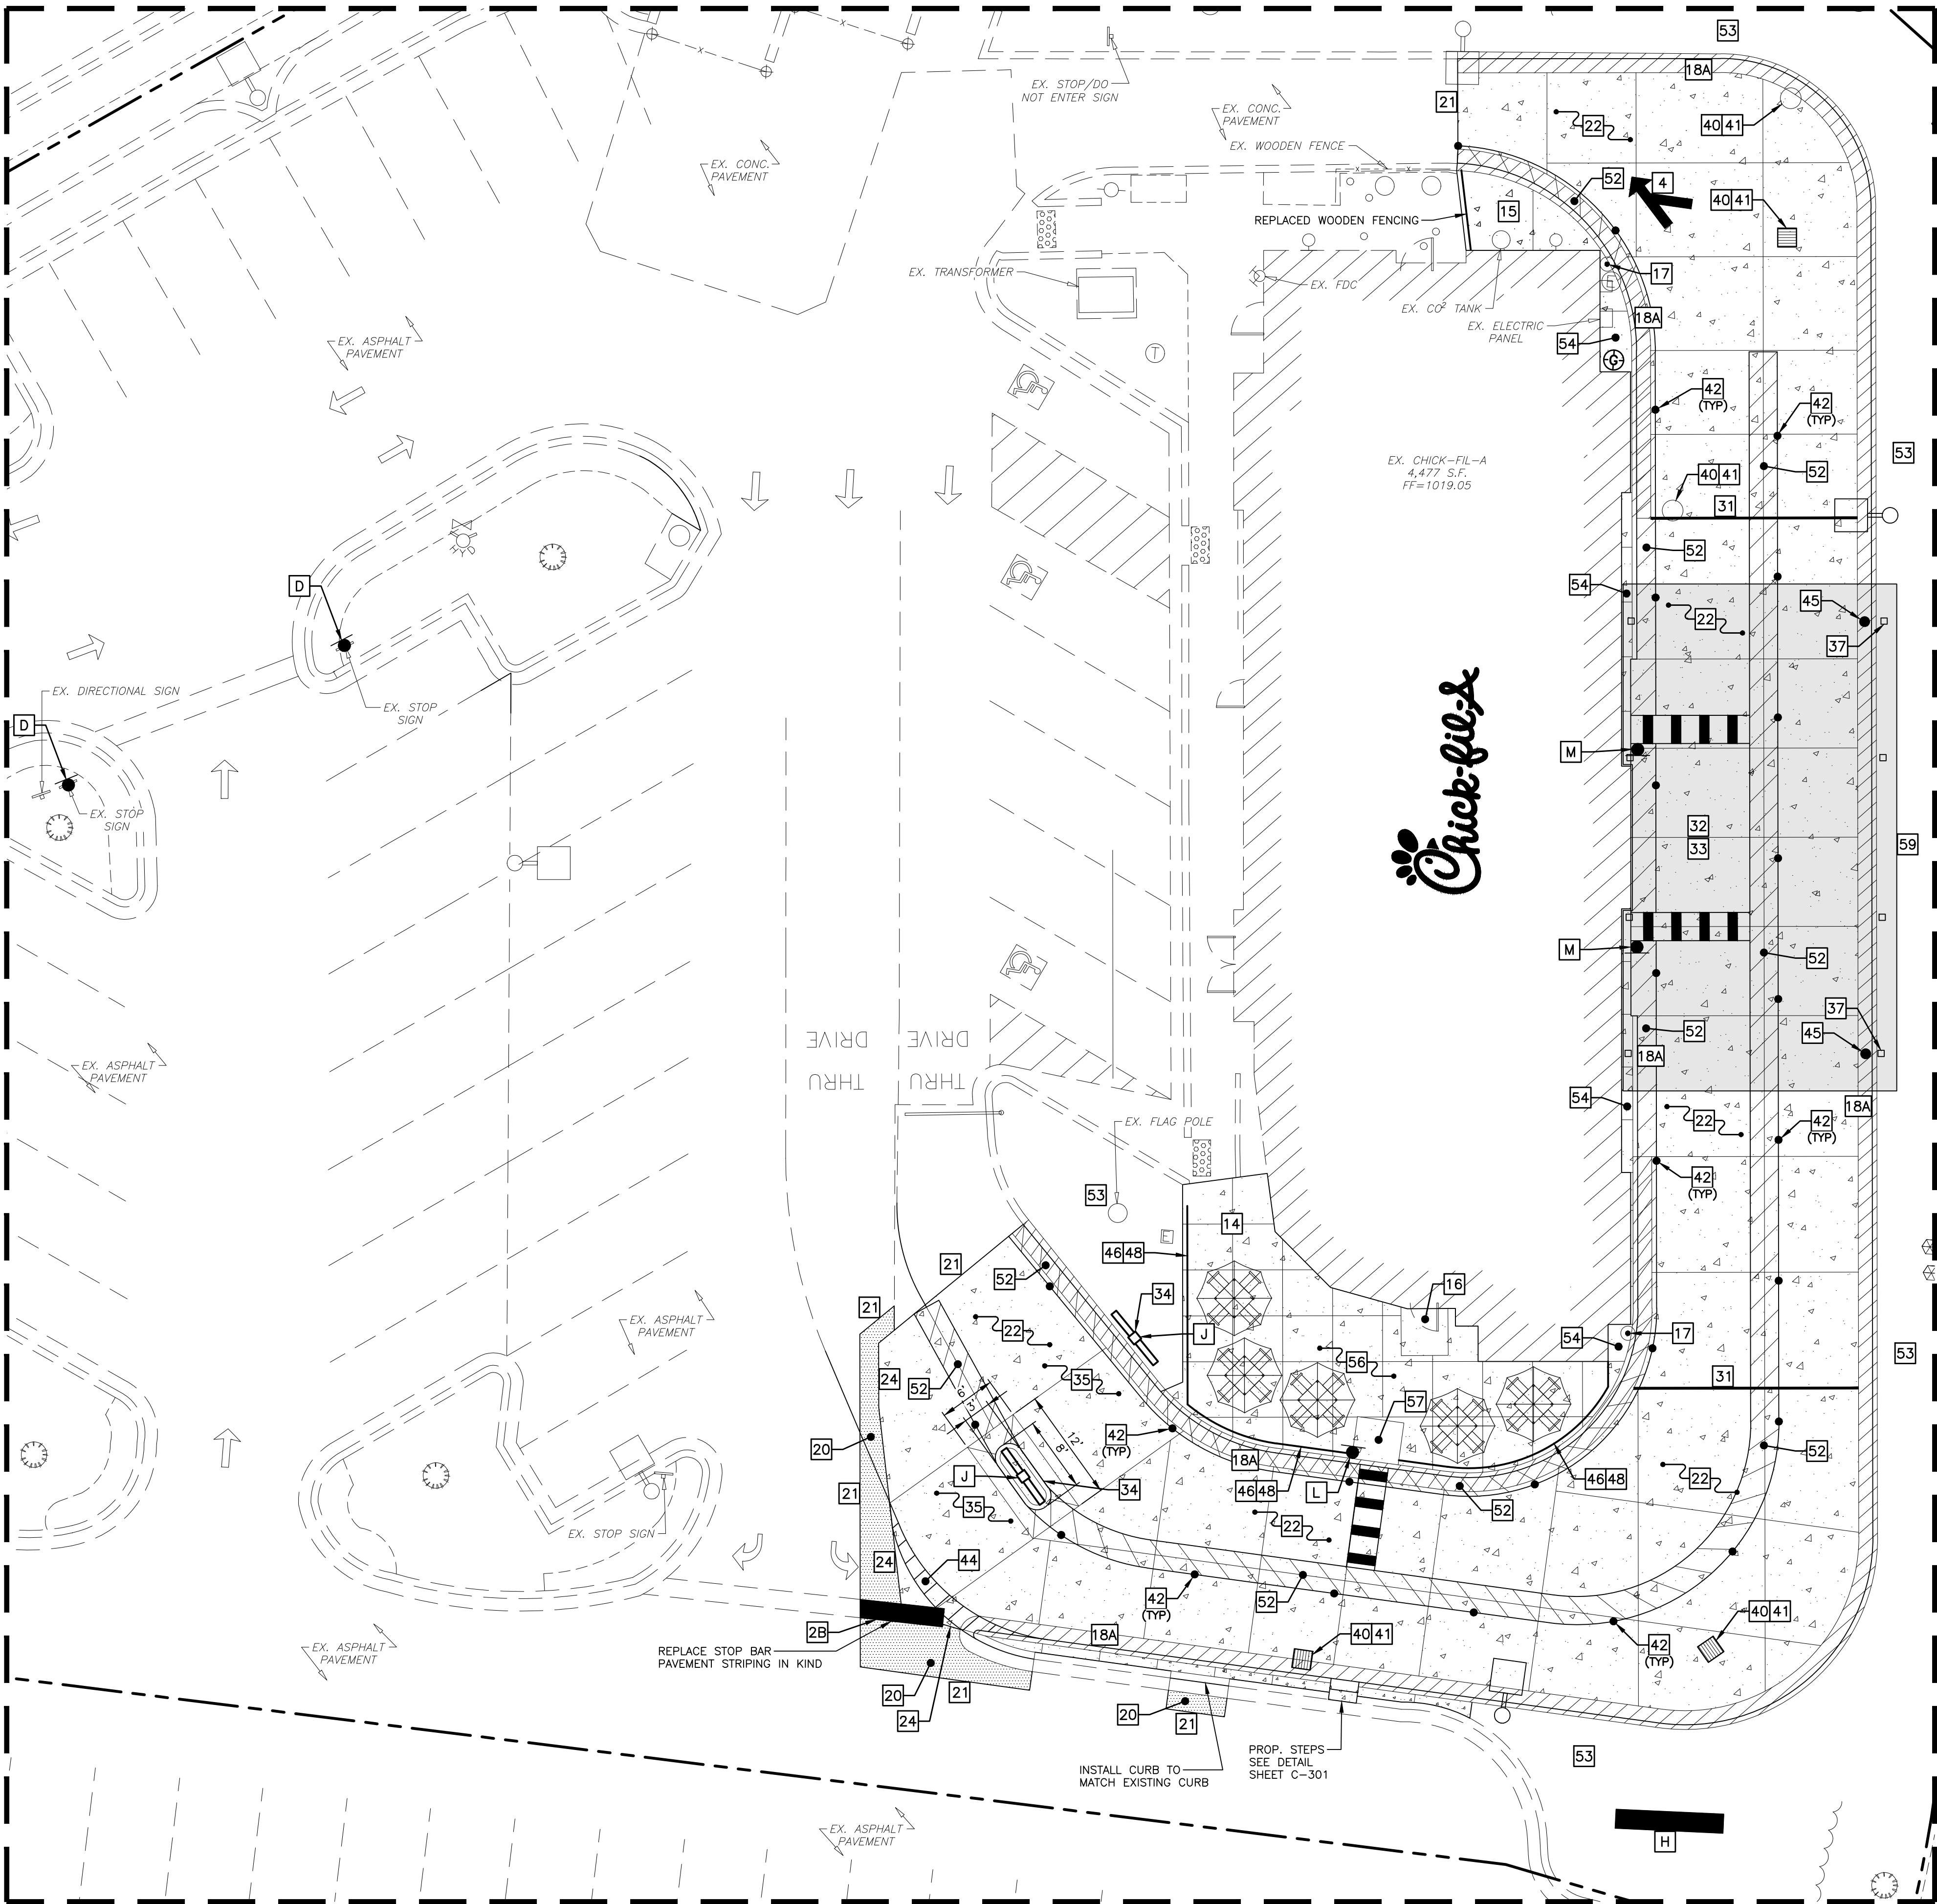 53
18A
EX. STOP/DO
NOT ENTER SIGN
21
EX. CONC.
PAVEMENT
22
40 41
EX. WOODEN FENCE
EX. CONC.
PAVEMENT
52
4
40 41
15
REPLACED WOODEN FENCING
EX. TRANSFORMER
17
EX. FDC
E
EX. CO2 TANK
18A
EX. ELECTRIC
PANEL
EX. ASPHALT
PAVEMENT
T
54
G
42
(TYP)
42
(TYP)
53
EX. CHICK-FIL-A
4,477 S.F.
FF=1019.05
52
40 41
31
52
D
54
45
22
37
EX. DIRECTIONAL SIGN
EX. STOP
SIGN
D
Chick-fil-A
M
EX. STOP
SIGN
32
33
59
M
52
37
DRIVE
THRU
DRIVE
THRU
52
45
EX. ASPHALT
PAVEMENT
18A
54
18A
EX. FLAG POLE
22
42
(TYP)
42
(TYP)
53
14
E
46 48
21
52
34
16
21
EX. ASPHALT
PAVEMENT
22
J
54
17
53
56
24
52
35
31
6'
3'
57
12'
8'
42
(TYP)
20
18A
52
J
34
46 48
L
46 48
22
21
35
52
22
EX. STOP SIGN
24
44
42
(TYP)
52
40 41
2B
18A
40 41
EX. ASPHALT
PAVEMENT
REPLACE STOP BAR
PAVEMENT STRIPING IN KIND
42
(TYP)
20
21
24
20
21
INSTALL CURB TO
MATCH EXISTING CURB
PROP. STEPS
SEE DETAIL
SHEET C-301
53
EX. ASPHALT
PAVEMENT
H